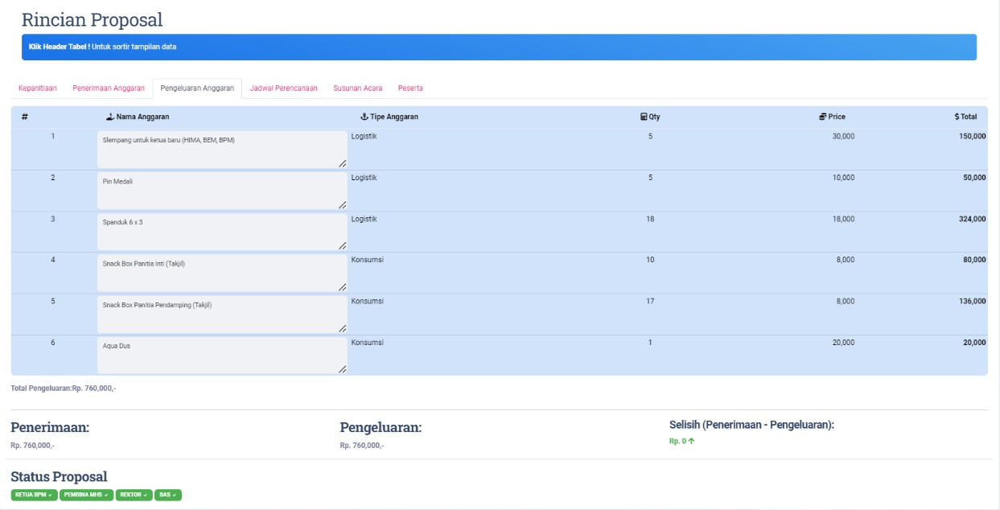 Rincian Proposal
Klik Header Tabel ! Untuk sortir tampilan data
Kepanitiaan Penerimaan Anggaran Pengeluaran Anggaran Jadwal Perencanaan Susunan Acara Peserta
# Nama Anggaran Tipe Anggaran Qty Price $ Total
1 Slempang untuk ketua baru (HIMA, BEM, BPM) Logistik 5 30,000 150,000
2 Pin Medali Logistik 5 10,000 50,000
3 Spanduk 6 x 3 Logistik 18 18,000 324,000
4 Snack Box Panitia Inti (Takjil) Konsumsi 10 8,000 80,000
5 Snack Box Panitia Pendamping (Takjil) Konsumsi 17 8,000 136,000
6 Aqua Dus Konsumsi 1 20,000 20,000
Total Pengeluaran:Rp. 760,000,-
Penerimaan: Pengeluaran: Selisih (Penerimaan - Pengeluaran):
Rp. 760,000,- Rp. 760,000,- Rp. 0
Status Proposal
KETUA BPM PEMBINA MHS REKTOR BAS